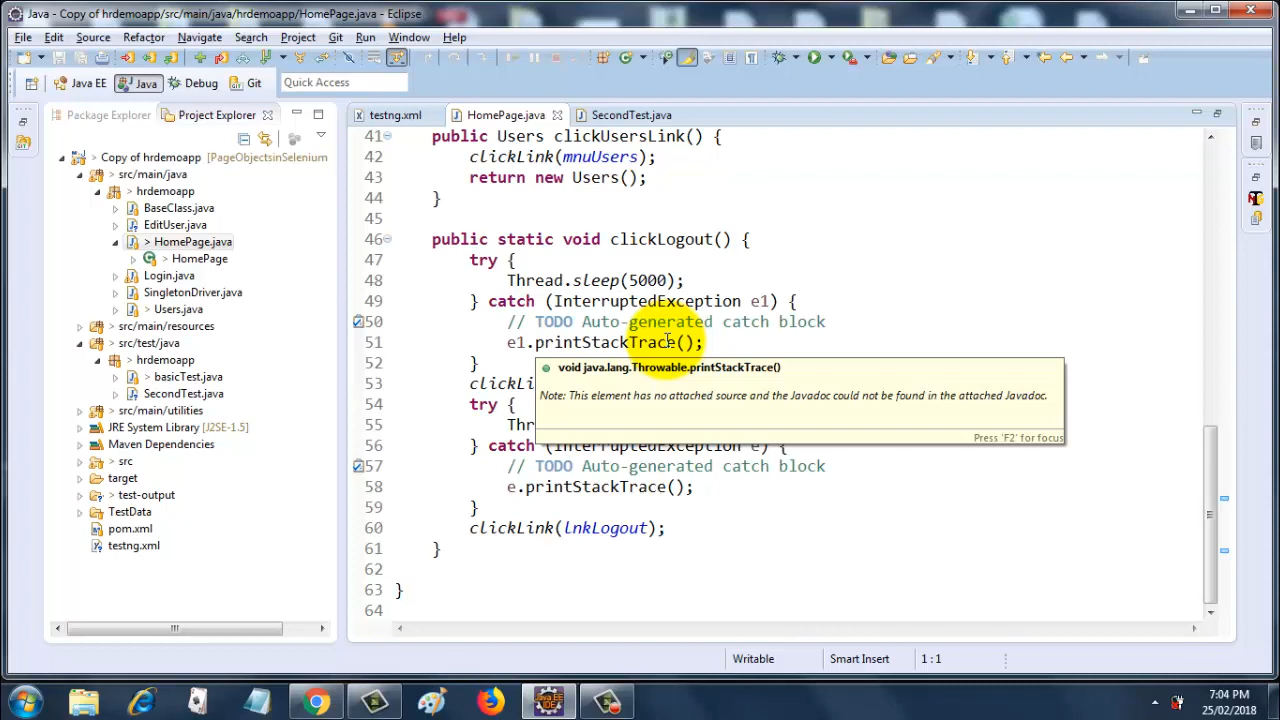 Java - Copy of hrdemoapp/src/main/java/hrdemoapp/HomePage.java - Eclipse
File Edit Source Refactor Navigate Search Project Git Run Window Help
Java EE Java Debug Git Quick Access
Package Explorer Project Explorer
testng.xml HomePage.java SecondTest.java
> Copy of hrdemoapp [PageObjectsinSelenium
> src/main/java
> hrdemoapp
BaseClass.java
EditUser.java
> HomePage.java
> HomePage
Login.java
SingletonDriver.java
> Users.java
> src/main/resources
> src/test/java
> hrdemoapp
> basicTest.java
SecondTest.java
> src/main/utilities
JRE System Library [J2SE-1.5]
Maven Dependencies
> src
target
> test-output
TestData
pom.xml
testng.xml
41 public Users clickUsersLink() {
42 clickLink(mnuUsers);
43 return new Users();
44 }
45
46 public static void clickLogout() {
47 try {
48 Thread.sleep(5000);
49 } catch (InterruptedException e1) {
50 // TODO Auto-generated catch block
51 e1.printStackTrace();
52 }
void java.lang.Throwable.printStackTrace()
53 clickL
Note: This element has no attached source and the Javadoc could not be found in the attached Javadoc.
54 try {
55 Thr
Press 'F2' for focus
56 } catch (InterruptedException e) {
57 // TODO Auto-generated catch block
58 e.printStackTrace();
59 }
60 clickLink(lnkLogout);
61 }
62
63 }
64
Writable Smart Insert 1 : 1
Java EE
IDE
7:04 PM
25/02/2018